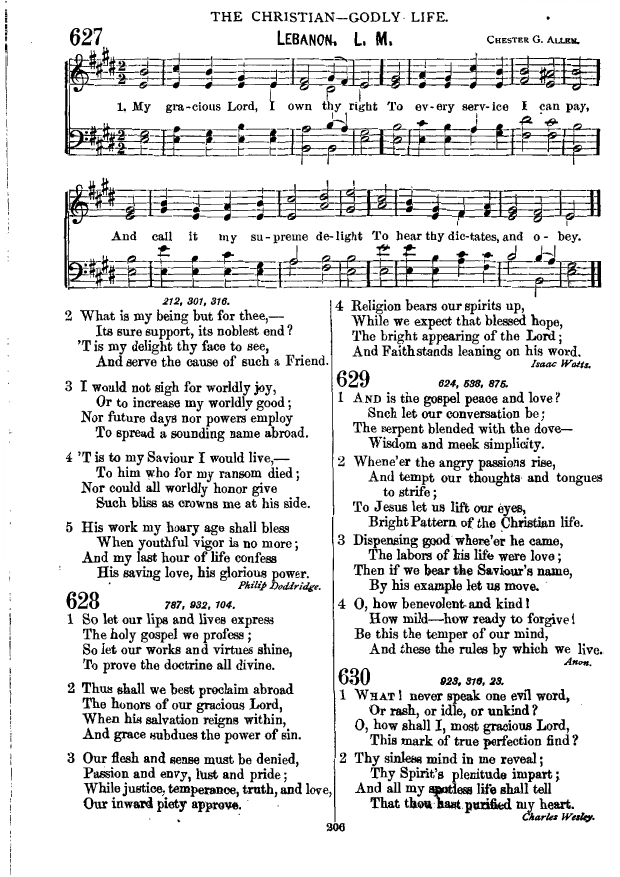 THE CHRISTIAN—GODLY LIFE.
627
LEBANON. L. M.
CHESTER G. ALLEN.
1. My gra-cious Lord, I own thy right To ev-ery serv-ice I can pay,
And call it my su-preme de-light To hear thy dic-tates, and o-bey.
212, 301, 316.
2 What is my being but for thee,—
Its sure support, its noblest end?
'T is my delight thy face to see,
And serve the cause of such a Friend.
3 I would not sigh for worldly joy,
Or to increase my worldly good;
Nor future days nor powers employ
To spread a sounding name abroad.
4 'T is to my Saviour I would live,—
To him who for my ransom died;
Nor could all worldly honor give
Such bliss as crowns me at his side.
5 His work my hoary age shall bless
When youthful vigor is no more;
And my last hour of life confess
His saving love, his glorious power.
Philip Doddridge.
628
787, 932, 104.
1 So let our lips and lives express
The holy gospel we profess;
So let our works and virtues shine,
To prove the doctrine all divine.
2 Thus shall we best proclaim abroad
The honors of our gracious Lord,
When his salvation reigns within,
And grace subdues the power of sin.
3 Our flesh and sense must be denied,
Passion and envy, lust and pride;
While justice, temperance, truth, and love,
Our inward piety approve.
4 Religion bears our spirits up,
While we expect that blessed hope,
The bright appearing of the Lord;
And Faith stands leaning on his word.
Isaac Watts.
629
624, 538, 875.
1 AND is the gospel peace and love?
Such let our conversation be;
The serpent blended with the dove—
Wisdom and meek simplicity.
2 Whene'er the angry passions rise,
And tempt our thoughts and tongues
to strife;
To Jesus let us lift our eyes,
Bright Pattern of the Christian life.
3 Dispensing good where'er he came,
The labors of his life were love;
Then if we bear the Saviour's name,
By his example let us move.
4 O, how benevolent and kind!
How mild—how ready to forgive!
Be this the temper of our mind,
And these the rules by which we live.
Anon.
630
923, 316, 23.
1 WHAT! never speak one evil word,
Or rash, or idle, or unkind?
O, how shall I, most gracious Lord,
This mark of true perfection find?
2 Thy sinless mind in me reveal;
Thy Spirit's plenitude impart;
And all my spotless life shall tell
That thou hast purified my heart.
Charles Wesley.
206